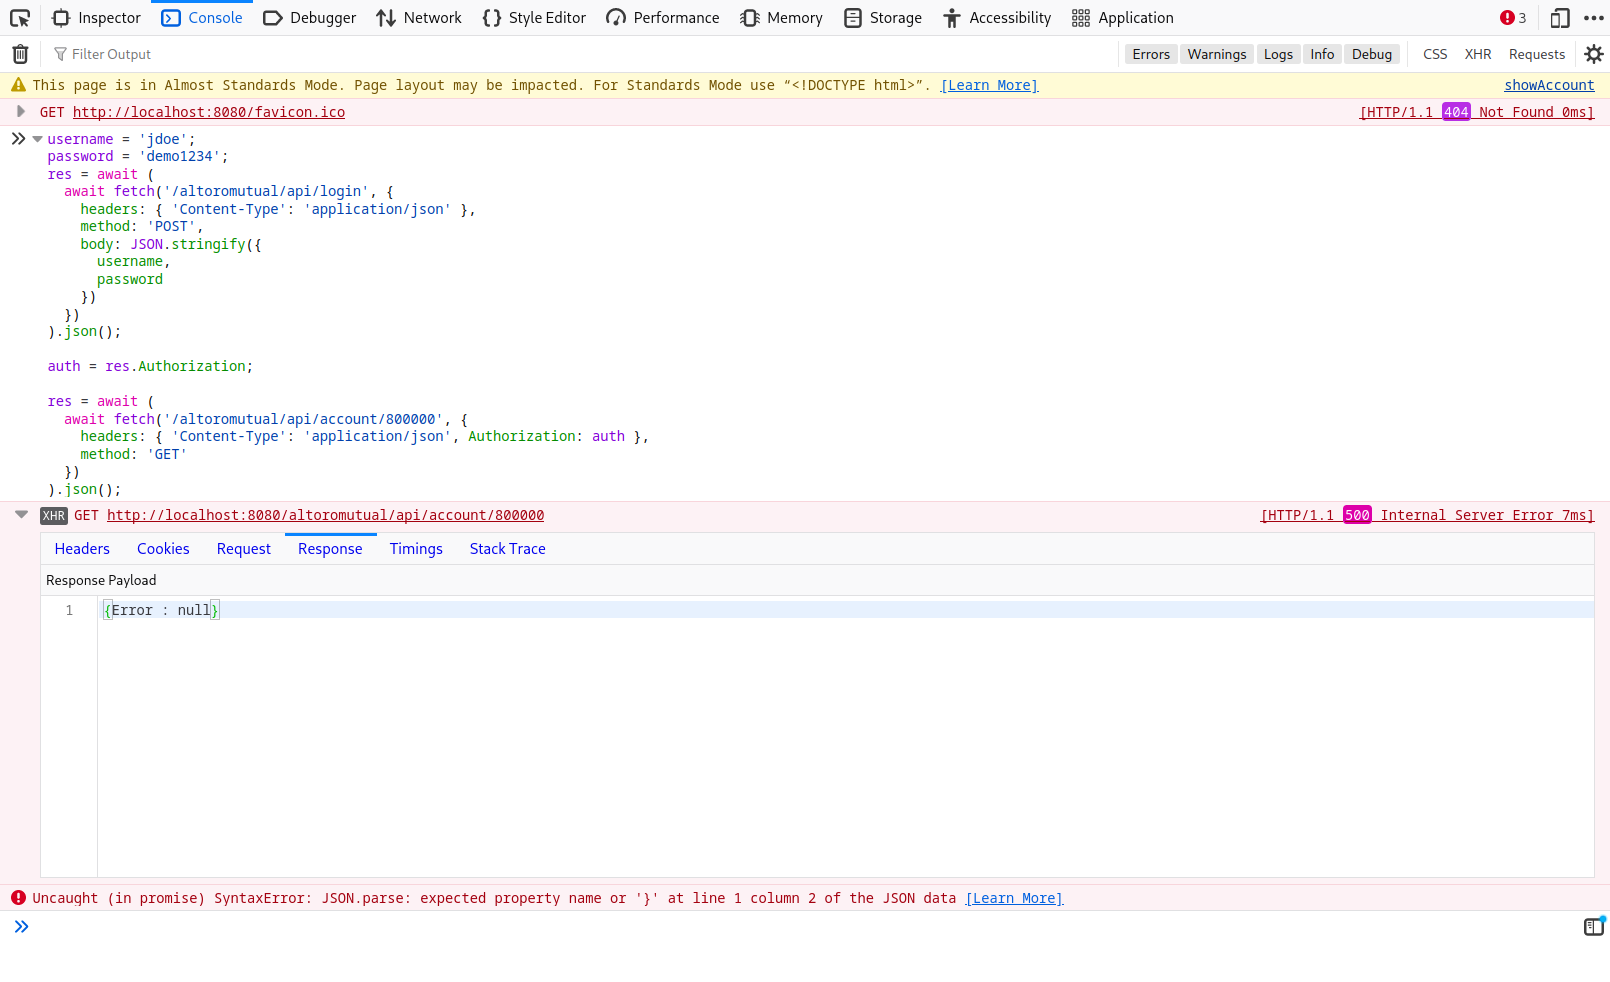 Inspector Console Debugger Network Style Editor Performance Memory Storage Accessibility Application 3
Filter Output Errors Warnings Logs Info Debug CSS XHR Requests
This page is in Almost Standards Mode. Page layout may be impacted. For Standards Mode use “<!DOCTYPE html>”. [Learn More] showAccount
GET http://localhost:8080/favicon.ico [HTTP/1.1 404 Not Found 0ms]
username = 'jdoe';
password = 'demo1234';
res = await (
  await fetch('/altoromutual/api/login', {
    headers: { 'Content-Type': 'application/json' },
    method: 'POST',
    body: JSON.stringify({
      username,
      password
    })
  })
).json();
auth = res.Authorization;
res = await (
  await fetch('/altoromutual/api/account/800000', {
    headers: { 'Content-Type': 'application/json', Authorization: auth },
    method: 'GET'
  })
).json();
XHR GET http://localhost:8080/altoromutual/api/account/800000 [HTTP/1.1 500 Internal Server Error 7ms]
Headers Cookies Request Response Timings Stack Trace
Response Payload
1 {Error : null}
Uncaught (in promise) SyntaxError: JSON.parse: expected property name or '}' at line 1 column 2 of the JSON data [Learn More]